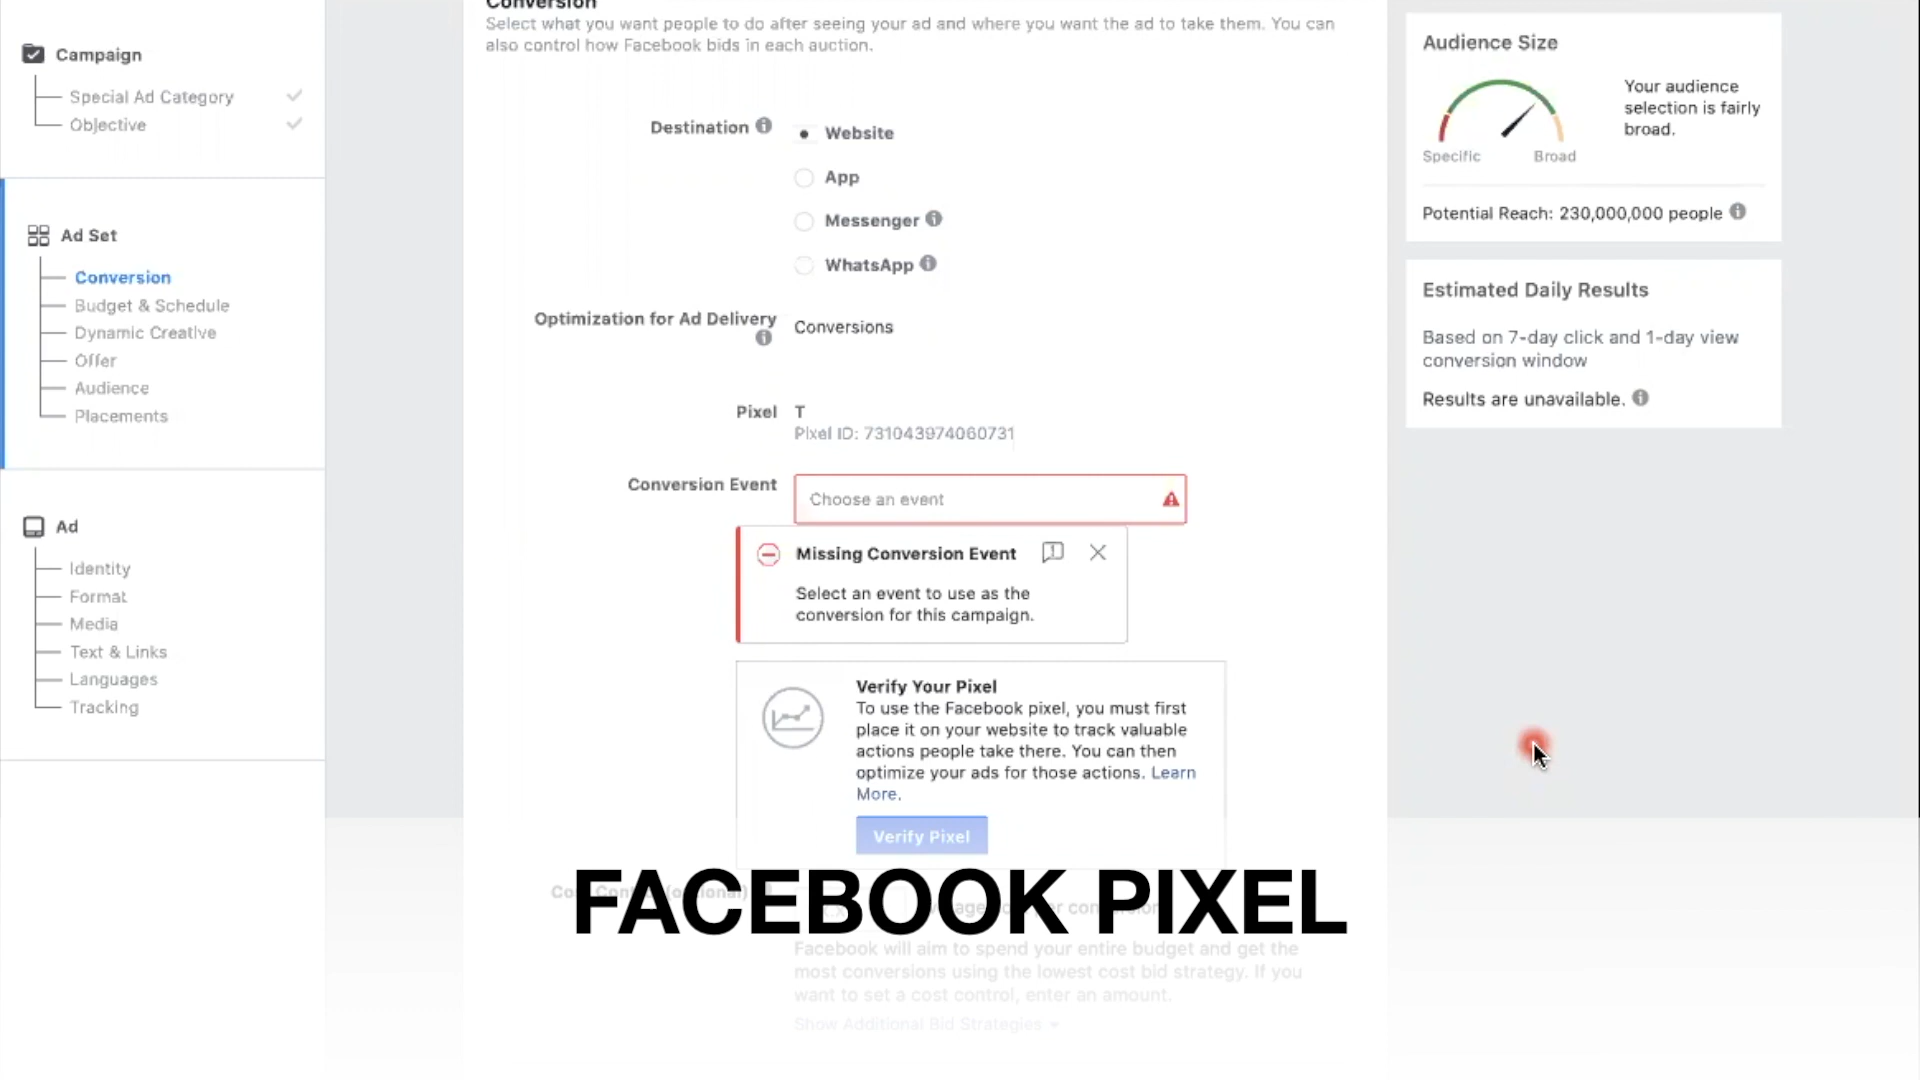 Campaign
Special Ad Category
Objective
Ad Set
Conversion
Budget & Schedule
Dynamic Creative
Offer
Audience
Placements
Ad
Identity
Format
Media
Text & Links
Languages
Tracking
Conversion
Select what you want people to do after seeing your ad and where you want the ad to take them. You can
also control how Facebook bids in each auction.
Destination
Website
App
Messenger
WhatsApp
Optimization for Ad Delivery
Conversions
Pixel
T
Pixel ID: 731043974060731
Conversion Event
Choose an event
Missing Conversion Event
Select an event to use as the
conversion for this campaign.
Verify Your Pixel
To use the Facebook pixel, you must first
place it on your website to track valuable
actions people take there. You can then
optimize your ads for those actions. Learn
More.
Verify Pixel
FACEBOOK PIXEL
Facebook will aim to spend your entire budget and get the
most conversions using the lowest cost bid strategy. If you
want to set a cost control, enter an amount.
Show Additional Bid Strategies
Audience Size
Your audience
selection is fairly
broad.
Specific
Broad
Potential Reach: 230,000,000 people
Estimated Daily Results
Based on 7-day click and 1-day view
conversion window
Results are unavailable.